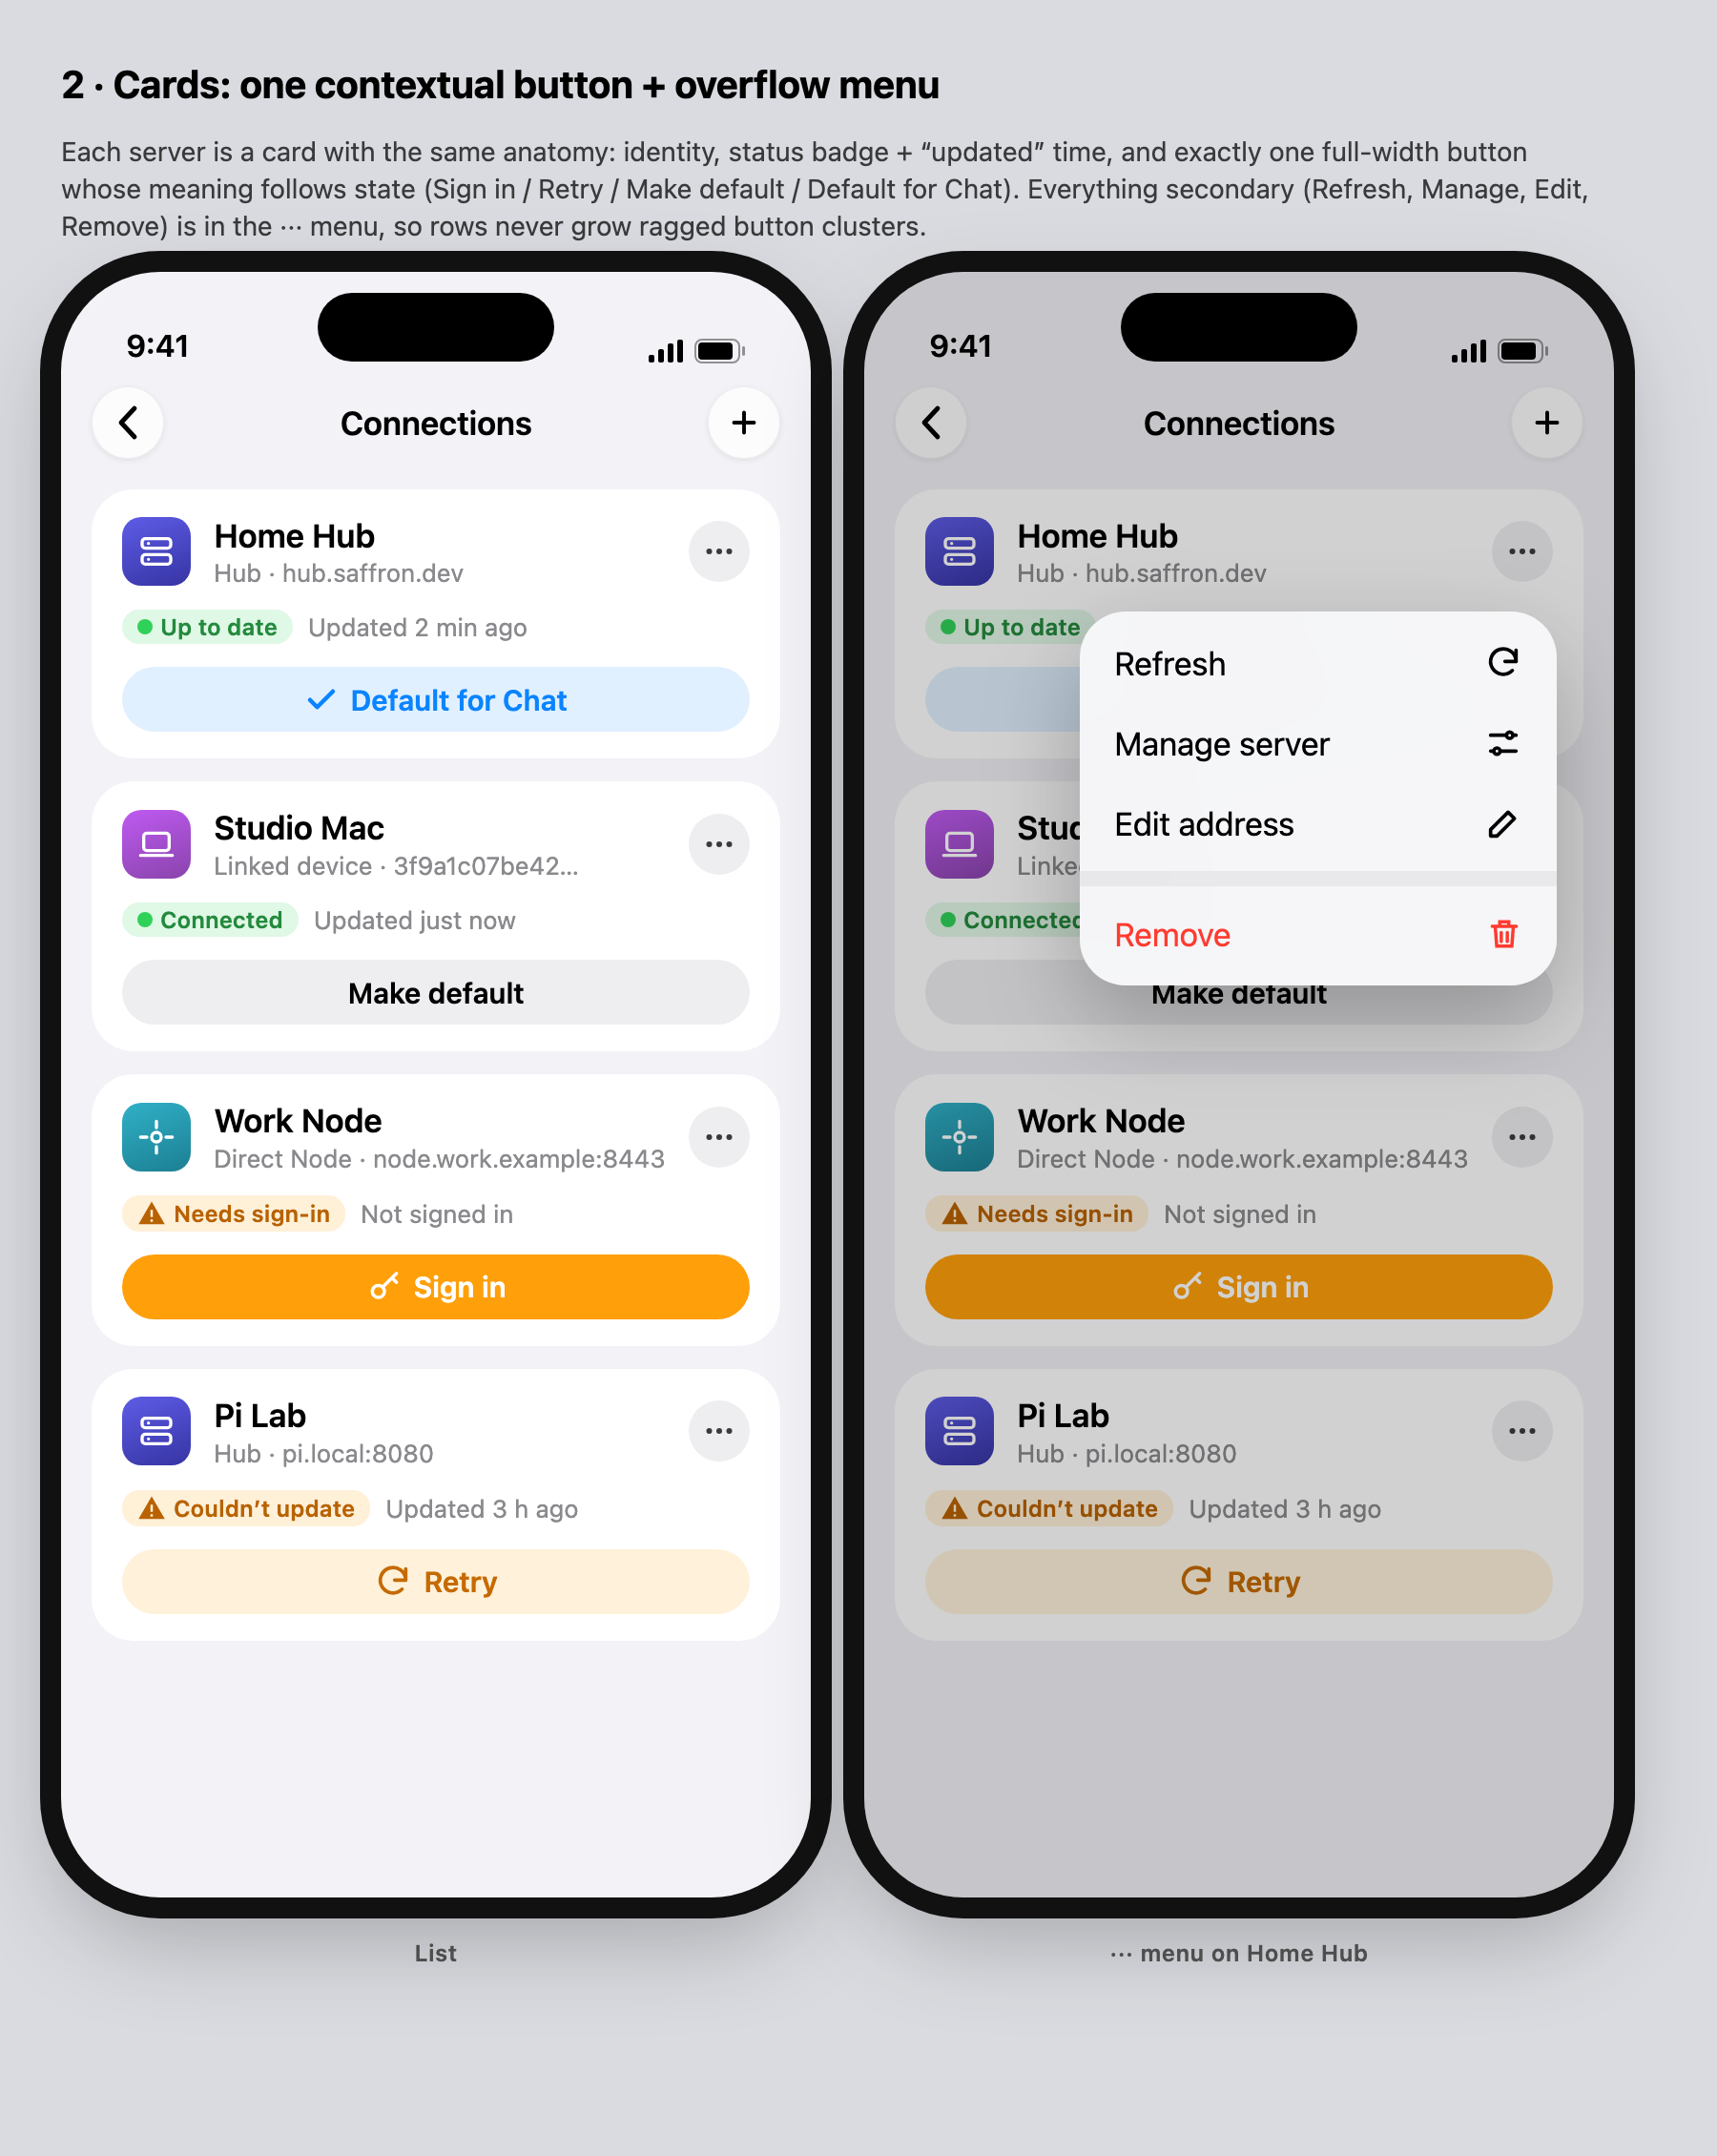 2 · Cards: one contextual button + overflow menu
Each server is a card with the same anatomy: identity, status badge + “updated” time, and exactly one full-width button
whose meaning follows state (Sign in / Retry / Make default / Default for Chat). Everything secondary (Refresh, Manage, Edit,
Remove) is in the ··· menu, so rows never grow ragged button clusters.
9:41
Connections
Home Hub
Hub · hub.saffron.dev
Up to date Updated 2 min ago
Default for Chat
Studio Mac
Linked device · 3f9a1c07be42…
Connected Updated just now
Make default
Work Node
Direct Node · node.work.example:8443
Needs sign-in Not signed in
Sign in
Pi Lab
Hub · pi.local:8080
Couldn’t update Updated 3 h ago
Retry
List
9:41
Connections
Home Hub
Hub · hub.saffron.dev
Up to date
Refresh
Manage server
Edit address
Remove
Stud
Linke
Connected
Make default
Work Node
Direct Node · node.work.example:8443
Needs sign-in Not signed in
Sign in
Pi Lab
Hub · pi.local:8080
Couldn’t update Updated 3 h ago
Retry
··· menu on Home Hub